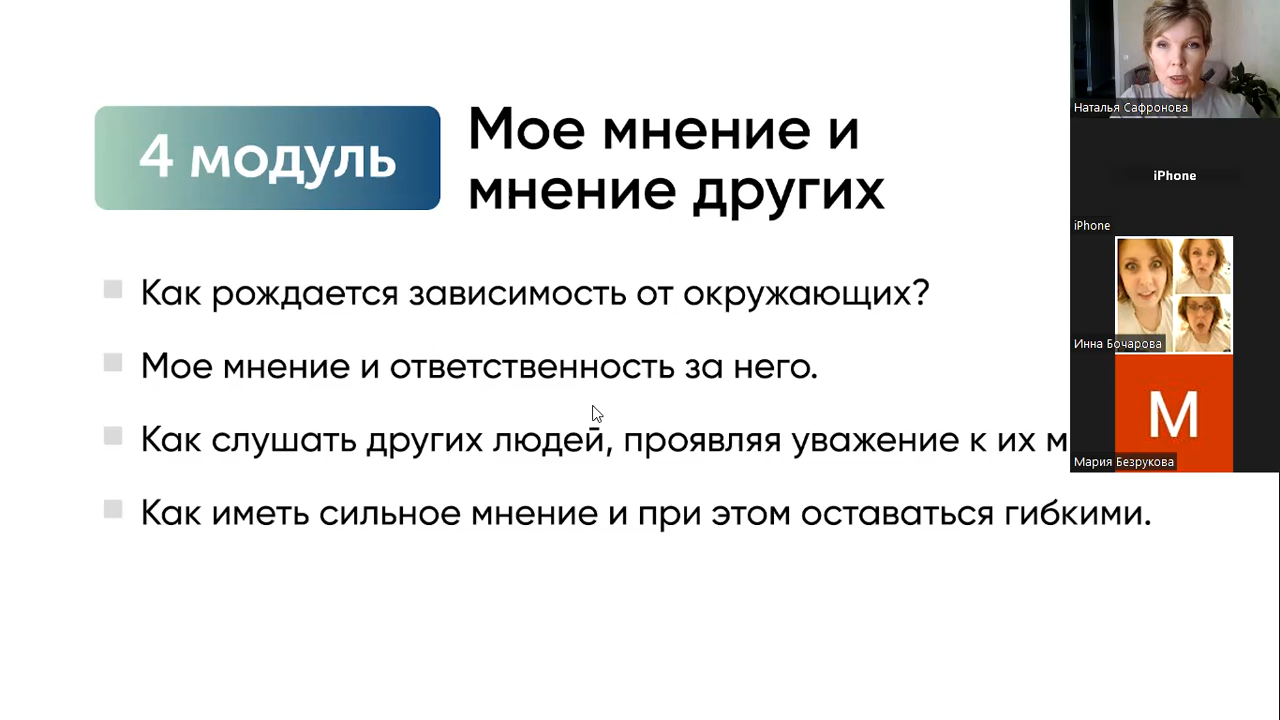 4 модуль
Мое мнение и
мнение других
Как рождается зависимость от окружающих?
Мое мнение и ответственность за него.
Как слушать других людей, проявляя уважение к их
Как иметь сильное мнение и при этом оставаться гибкими.
Наталья Сафронова
iPhone
iPhone
Инна Бочарова
М
Мария Безрукова